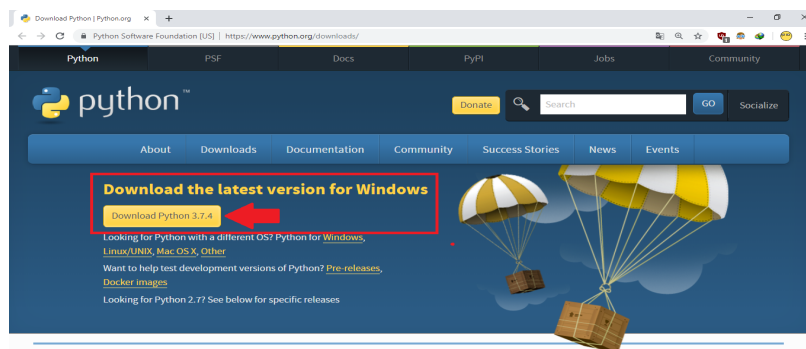 Download Python | Python.org
Python Software Foundation [US] | https://www.python.org/downloads/
Python PSF Docs PyPI Jobs Community
python™
Donate Search GO Socialize
About Downloads Documentation Community Success Stories News Events
Download the latest version for Windows
Download Python 3.7.4
Looking for Python with a different OS? Python for Windows,
Linux/UNIX, Mac OS X, Other
Want to help test development versions of Python? Pre-releases,
Docker images
Looking for Python 2.7? See below for specific releases